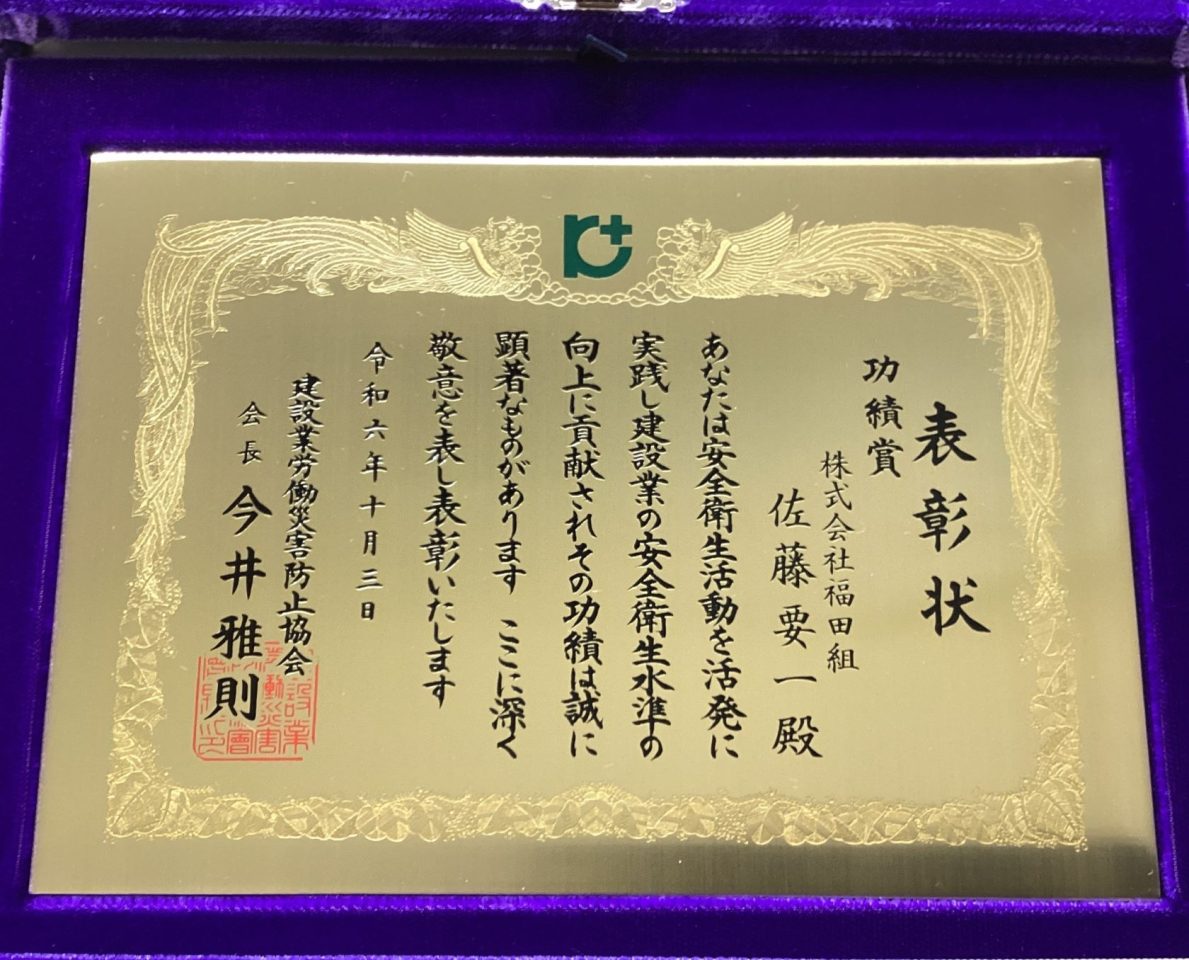 表彰状
功績賞
株式会社福田組
佐藤要一殿
あなたは安全衛生活動を活発に
実践し建設業の安全衛生水準の
向上に貢献されその功績は誠に
顕著なものがあります ここに深く
敬意を表し表彰いたします
令和六年十月三日
建設業労働災害防止協会
会長 今井雅則